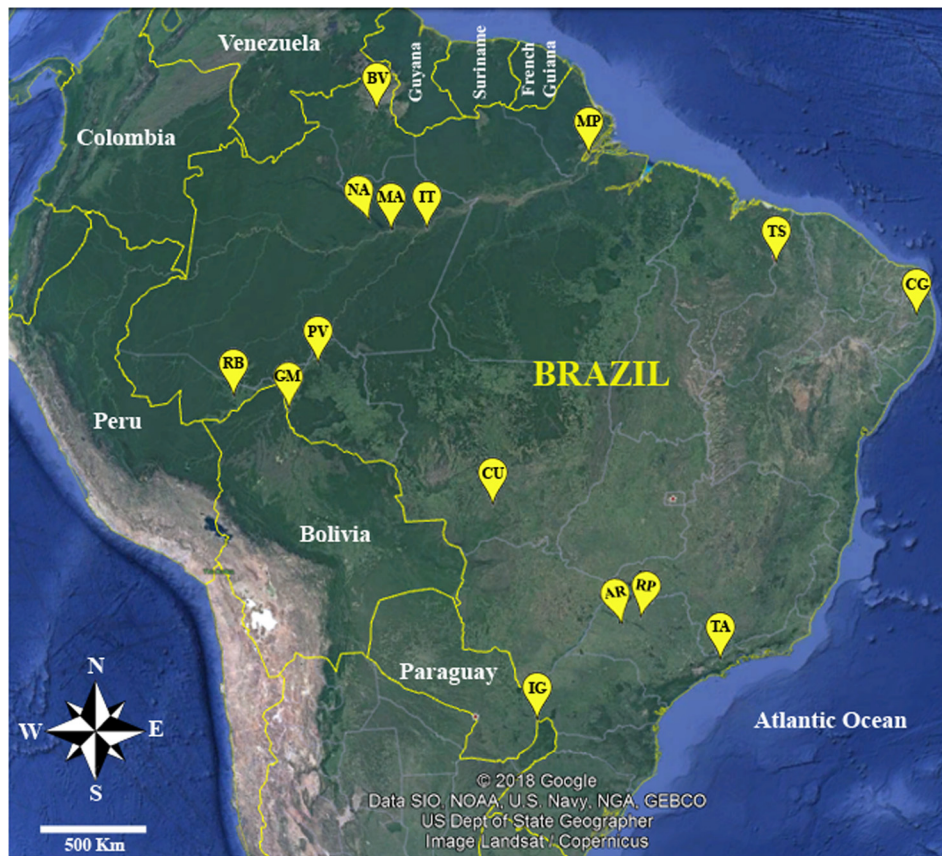 Venezuela
BV
Guyana
Suriname
French
Guiana
MP
Colombia
NA
MA
IT
TS
CG
PV
RB
GM
BRAZIL
Peru
CU
Bolivia
AR
RP
TA
Paraguay
IG
N
W
E
S
Atlantic Ocean
© 2018 Google
Data SIO, NOAA, U.S. Navy, NGA, GEBCO
US Dept of State Geographer
Image Landsat / Copernicus
500 Km